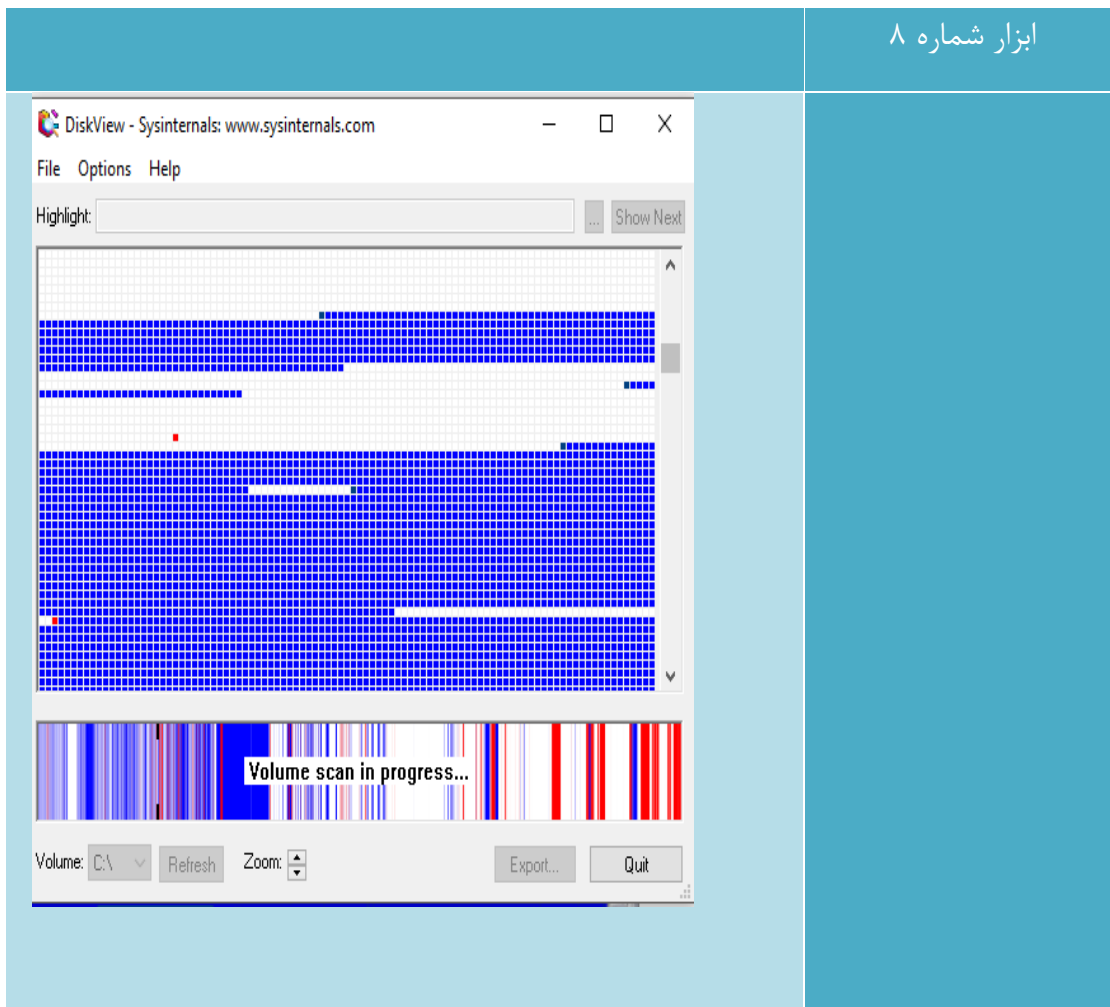 ابزار شماره ۸
DiskView - Sysinternals: www.sysinternals.com
File Options Help
Highlight: ... Show Next
Volume scan in progress...
Volume: C:\ Refresh Zoom: Export... Quit